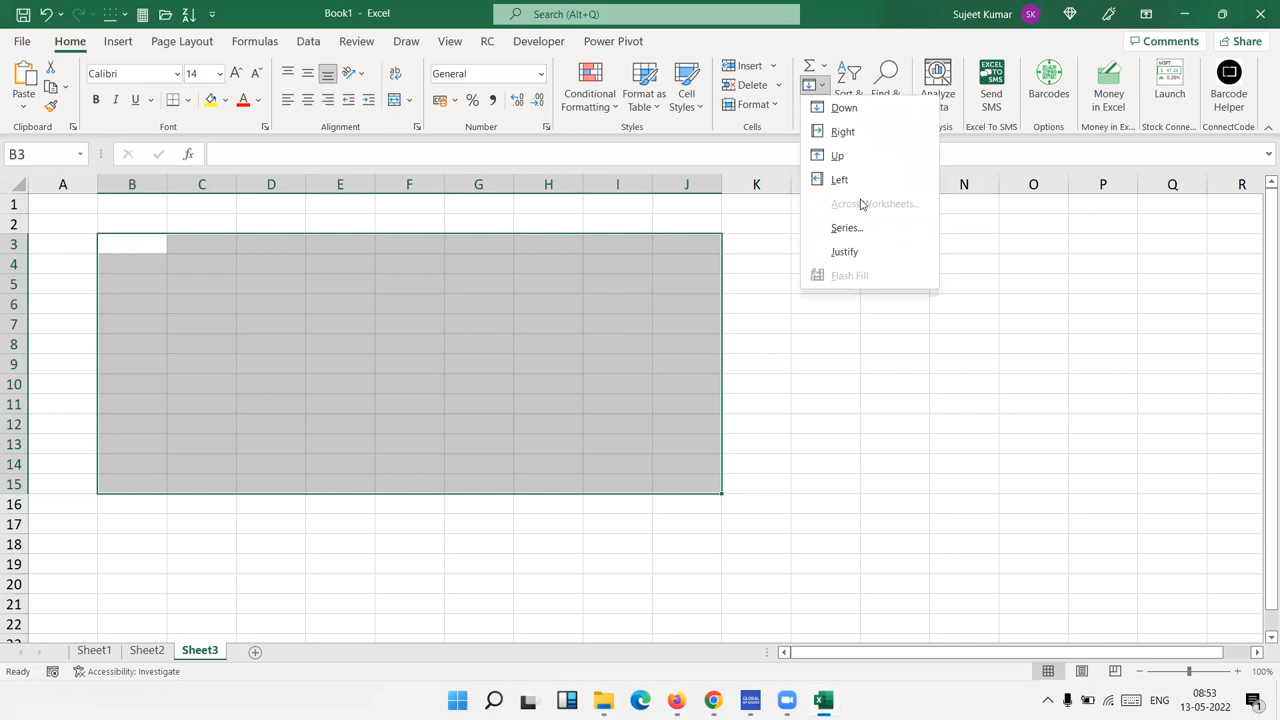 Book1 - Excel
Search (Alt+Q)
Sujeet Kumar
SK
File Home Insert Page Layout Formulas Data Review View Draw RC Developer Power Pivot
Comments Share
Paste
Calibri 14
B I U
General
Conditional Formatting
Format as Table
Cell Styles
Insert
Delete
Format
Sort &
Find &
Analyze Data
Send SMS
Barcodes
Money in Excel
Launch
Barcode Helper
Clipboard Font Alignment Number Styles Cells Excel To SMS Options Money in Ex... Stock Conne... ConnectCode
Down
Right
Up
Left
Across Worksheets...
Series...
Justify
Flash Fill
B3
fx
A B C D E F G H I J K N O P Q R
1
2
3
4
5
6
7
8
9
10
11
12
13
14
15
16
17
18
19
20
21
22
Sheet1 Sheet2 Sheet3
Ready Accessibility: Investigate 100%
ENG
08:53
13-05-2022